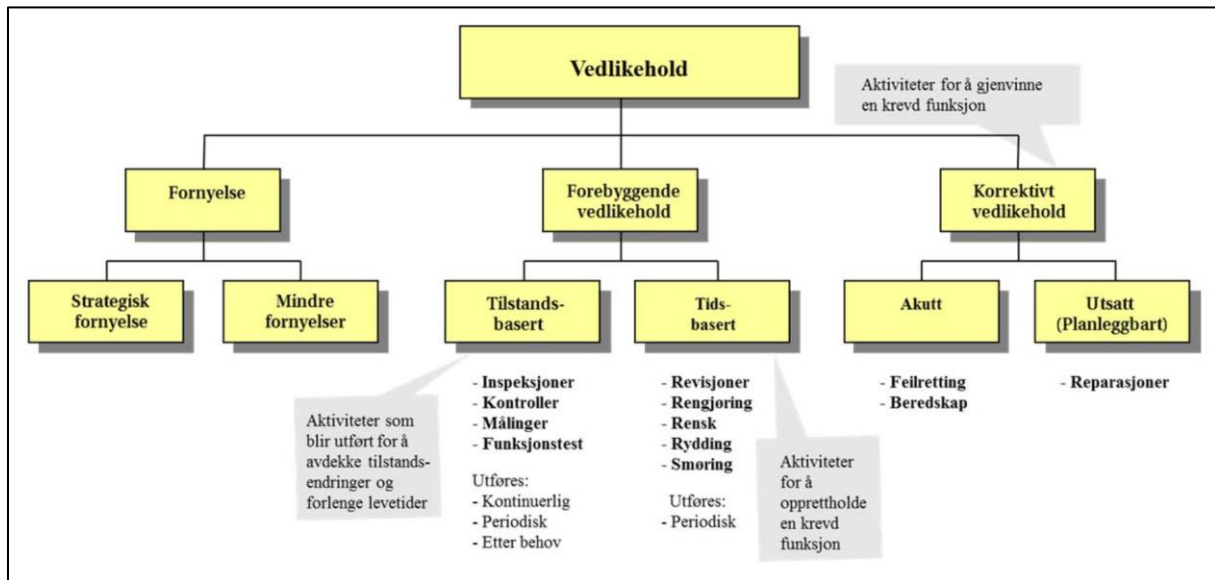 Vedlikehold
Aktiviteter for å gjenvinne
en krevd funksjon
Fornyelse
Forebyggende
vedlikehold
Korrektivt
vedlikehold
Strategisk
fornyelse
Mindre
fornyelser
Tilstands-
basert
Tids-
basert
Akutt
Utsatt
(Planleggbart)
Aktiviteter som
blir utført for å
avdekke tilstands-
endringer og
forlenge levetider
- Inspeksjoner
- Kontroller
- Målinger
- Funksjonstest
Utføres:
- Kontinuerlig
- Periodisk
- Etter behov
- Revisjoner
- Rengjøring
- Rensk
- Rydding
- Smøring
Utføres:
- Periodisk
Aktiviteter
for å
opprettholde
en krevd
funksjon
- Feilretting
- Beredskap
- Reparasjoner